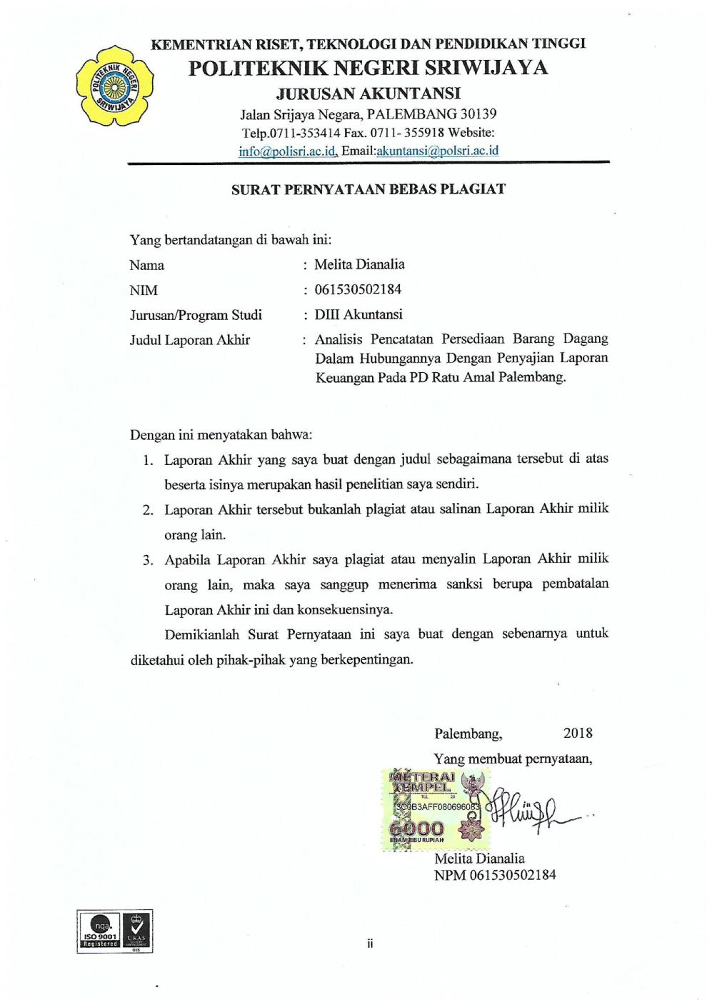 KEMENTRIAN RISET, TEKNOLOGI DAN PENDIDIKAN TINGGI
POLITEKNIK NEGERI SRIWIJAYA
JURUSAN AKUNTANSI
Jalan Srijaya Negara, PALEMBANG 30139
Telp.0711-353414 Fax. 0711- 355918 Website:
info@polisri.ac.id, Email:akuntansi@polsri.ac.id
POLITEKNIK NEGERI
SRIWIJAYA
SURAT PERNYATAAN BEBAS PLAGIAT
Yang bertandatangan di bawah ini:
Nama : Melita Dianalia
NIM : 061530502184
Jurusan/Program Studi : DIII Akuntansi
Judul Laporan Akhir : Analisis Pencatatan Persediaan Barang Dagang
Dalam Hubungannya Dengan Penyajian Laporan
Keuangan Pada PD Ratu Amal Palembang.
Dengan ini menyatakan bahwa:
1. Laporan Akhir yang saya buat dengan judul sebagaimana tersebut di atas
beserta isinya merupakan hasil penelitian saya sendiri.
2. Laporan Akhir tersebut bukanlah plagiat atau salinan Laporan Akhir milik
orang lain.
3. Apabila Laporan Akhir saya plagiat atau menyalin Laporan Akhir milik
orang lain, maka saya sanggup menerima sanksi berupa pembatalan
Laporan Akhir ini dan konsekuensinya.
Demikianlah Surat Pernyataan ini saya buat dengan sebenarnya untuk
diketahui oleh pihak-pihak yang berkepentingan.
Palembang, 2018
Yang membuat pernyataan,
METERAI
TEMPEL
TGL 20
3C0B3AFF080696083
6000
ENAM RIBU RUPIAH
Melita Dianalia
NPM 061530502184
nqa.
ISO 9001
Registered
UKAS
QUALITY
MANAGEMENT
015
ii